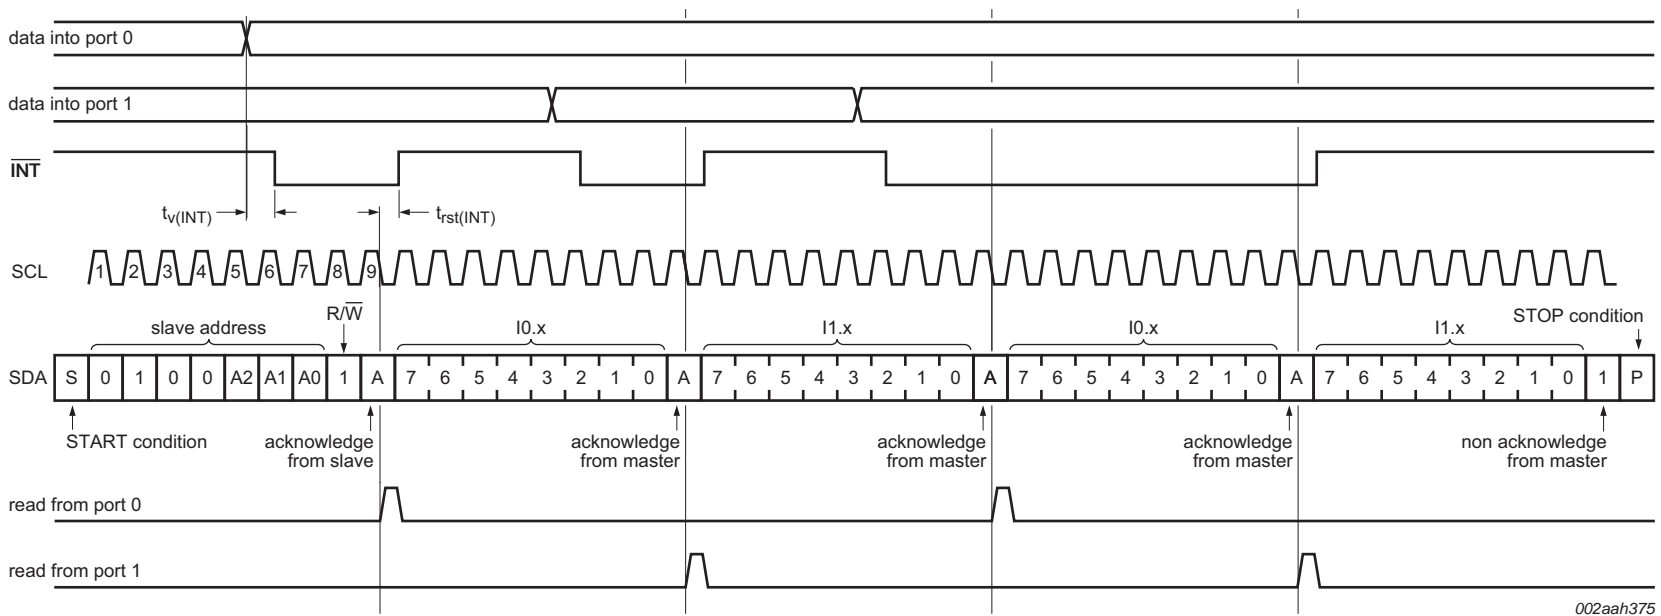 data into port 0
data into port 1
INT
tv(INT)
trst(INT)
SCL 1 2 3 4 5 6 7 8 9
R/W
slave address I0.x I1.x I0.x I1.x STOP condition
SDA S 0 1 0 0 A2 A1 A0 1 A 7 6 5 4 3 2 1 0 A 7 6 5 4 3 2 1 0 A 7 6 5 4 3 2 1 0 A 7 6 5 4 3 2 1 0 1 P
START condition
acknowledge
from slave
acknowledge
from master
acknowledge
from master
acknowledge
from master
non acknowledge
from master
read from port 0
read from port 1
002aah375